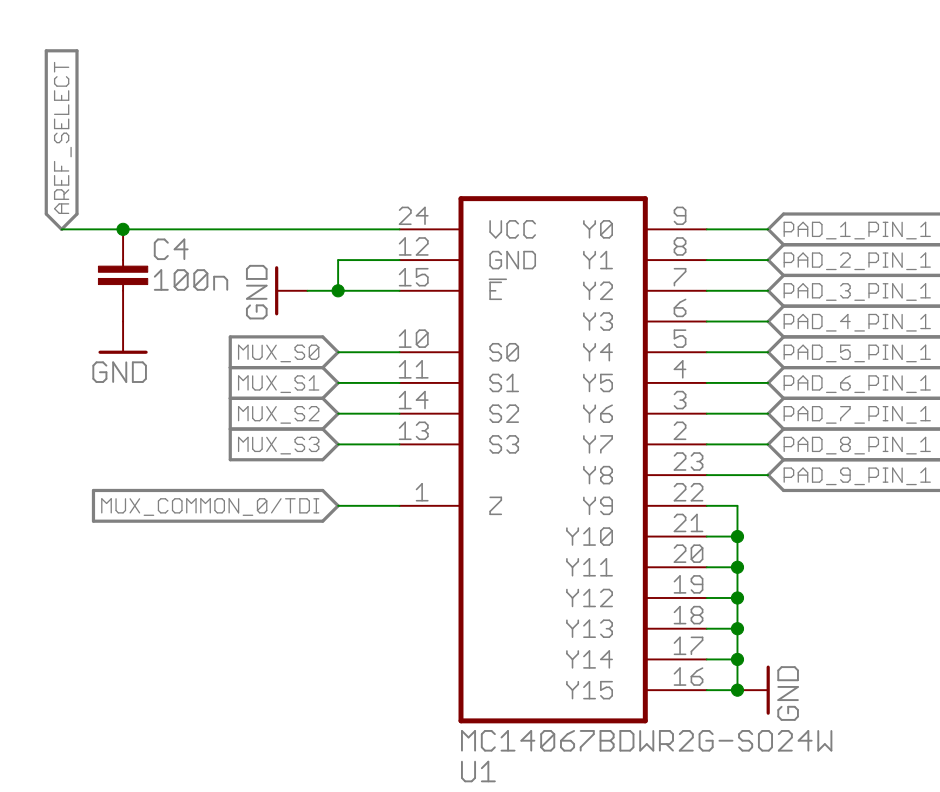 AREF_SELECT
C4
100n
GND
GND
24 VCC Y0 9 PAD_1_PIN_1
12 GND Y1 8 PAD_2_PIN_1
15 E Y2 7 PAD_3_PIN_1
Y3 6 PAD_4_PIN_1
MUX_S0 10 S0 Y4 5 PAD_5_PIN_1
MUX_S1 11 S1 Y5 4 PAD_6_PIN_1
MUX_S2 14 S2 Y6 3 PAD_7_PIN_1
MUX_S3 13 S3 Y7 2 PAD_8_PIN_1
Y8 23 PAD_9_PIN_1
MUX_COMMON_0/TDI 1 Z Y9 22
Y10 21
Y11 20
Y12 19
Y13 18
Y14 17
Y15 16
GND
MC14067BDWR2G-SO24W
U1